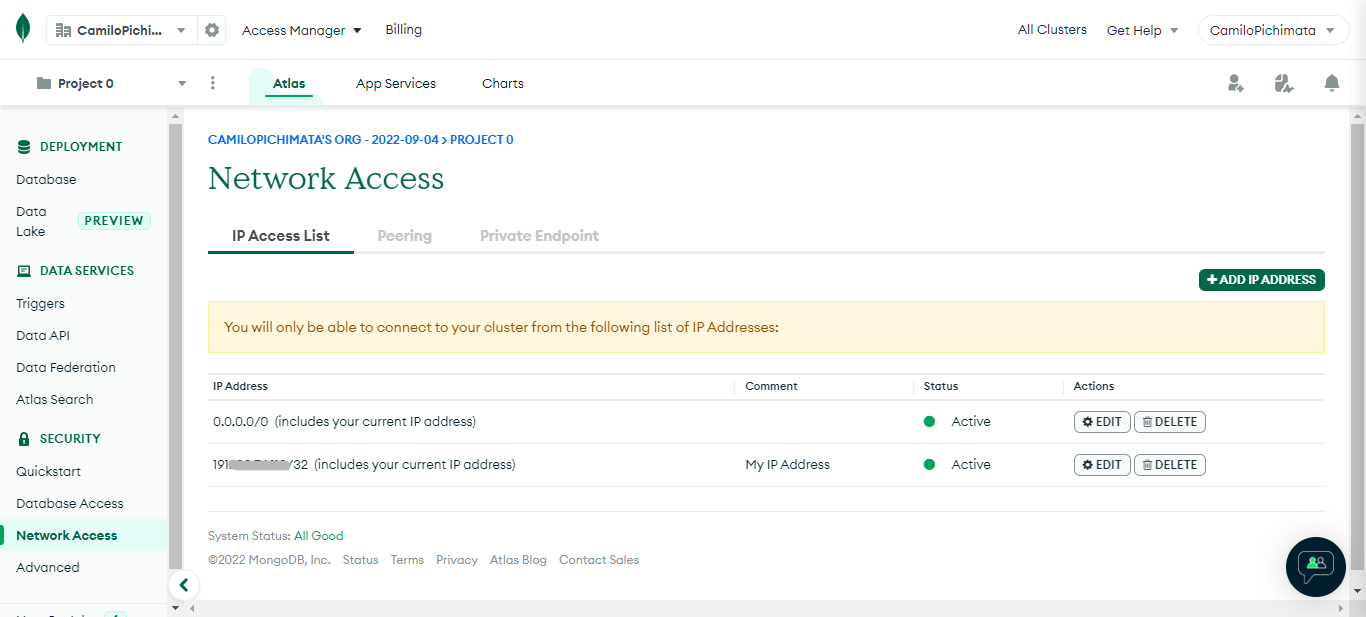 CamiloPichi...
Access Manager
Billing
All Clusters
Get Help
CamiloPichimata
Project 0
Atlas
App Services
Charts
DEPLOYMENT
Database
Data
Lake
PREVIEW
DATA SERVICES
Triggers
Data API
Data Federation
Atlas Search
SECURITY
Quickstart
Database Access
Network Access
Advanced
CAMILOPICHIMATA'S ORG - 2022-09-04 > PROJECT 0
Network Access
IP Access List
Peering
Private Endpoint
+ ADD IP ADDRESS
You will only be able to connect to your cluster from the following list of IP Addresses:
IP Address Comment Status Actions
0.0.0.0/0 (includes your current IP address) Active EDIT DELETE
/32 (includes your current IP address) My IP Address Active EDIT DELETE
System Status: All Good
©2022 MongoDB, Inc. Status Terms Privacy Atlas Blog Contact Sales